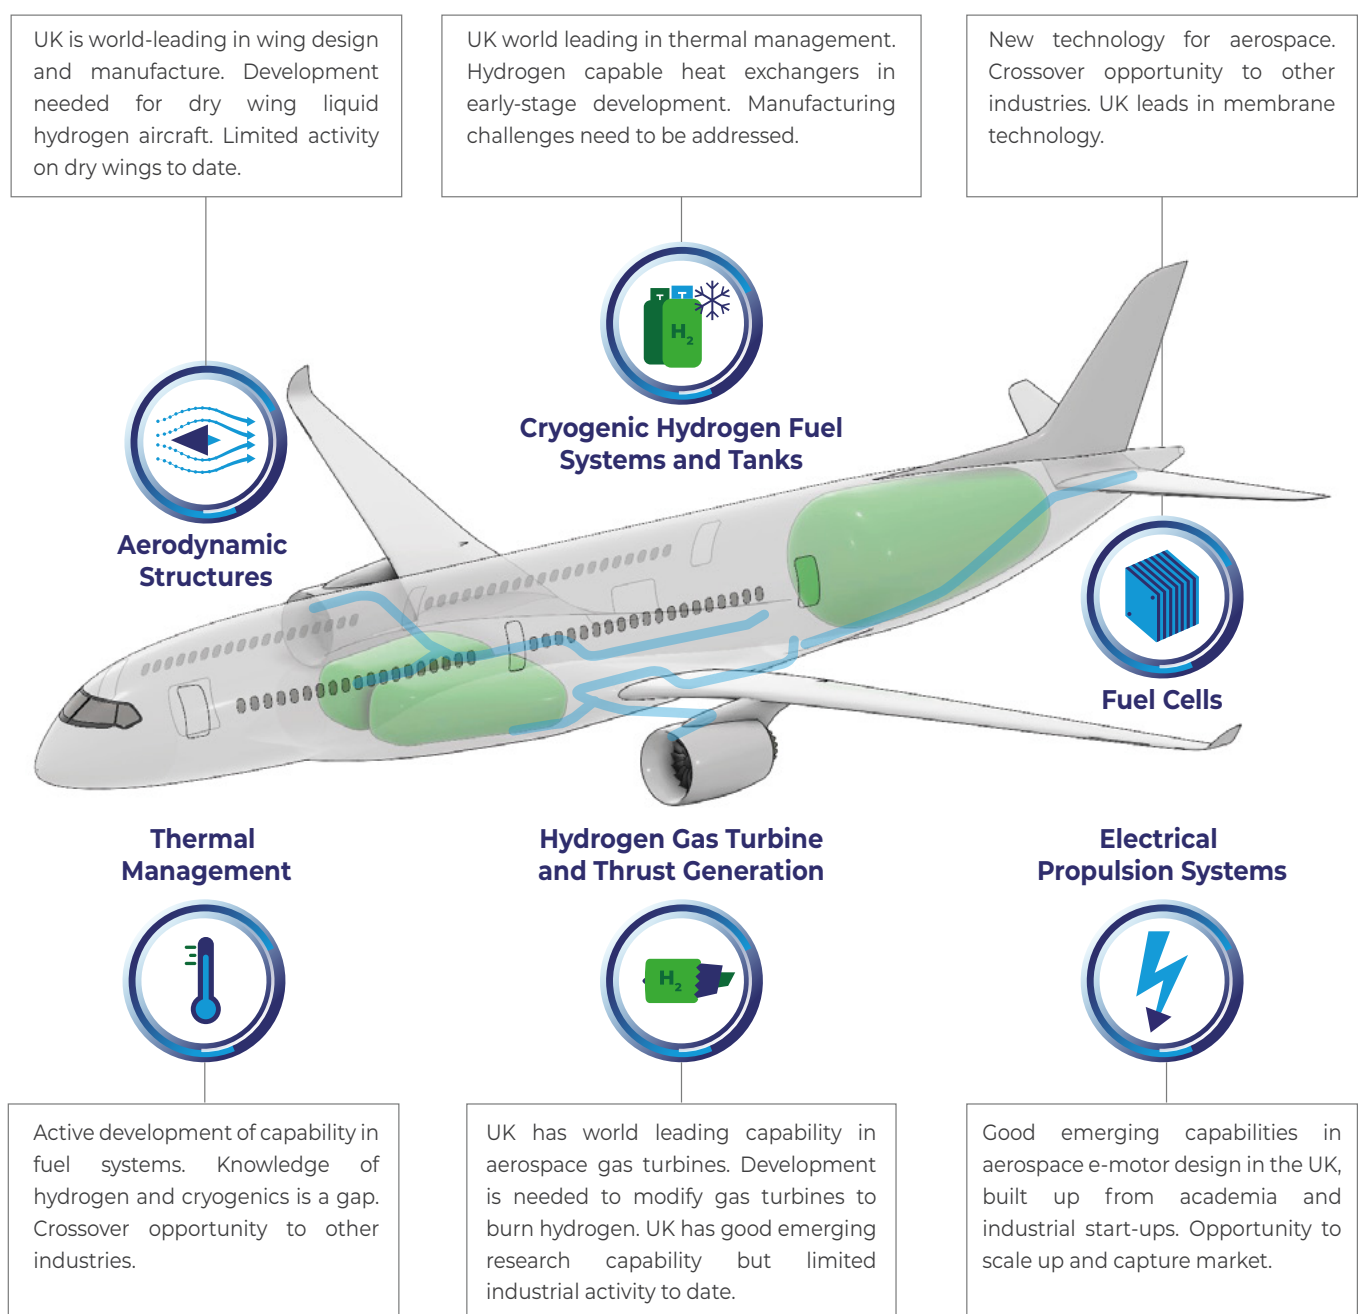 UK is world-leading in wing design
and manufacture. Development
needed for dry wing liquid
hydrogen aircraft. Limited activity
on dry wings to date.
UK world leading in thermal management.
Hydrogen capable heat exchangers in
early-stage development. Manufacturing
challenges need to be addressed.
New technology for aerospace.
Crossover opportunity to other
industries. UK leads in membrane
technology.
H2
Cryogenic Hydrogen Fuel
Systems and Tanks
Aerodynamic
Structures
Fuel Cells
Thermal
Management
Hydrogen Gas Turbine
and Thrust Generation
Electrical
Propulsion Systems
H2
Active development of capability in
fuel systems. Knowledge of
hydrogen and cryogenics is a gap.
Crossover opportunity to other
industries.
UK has world leading capability in
aerospace gas turbines. Development
is needed to modify gas turbines to
burn hydrogen. UK has good emerging
research capability but limited
industrial activity to date.
Good emerging capabilities in
aerospace e-motor design in the UK,
built up from academia and
industrial start-ups. Opportunity to
scale up and capture market.